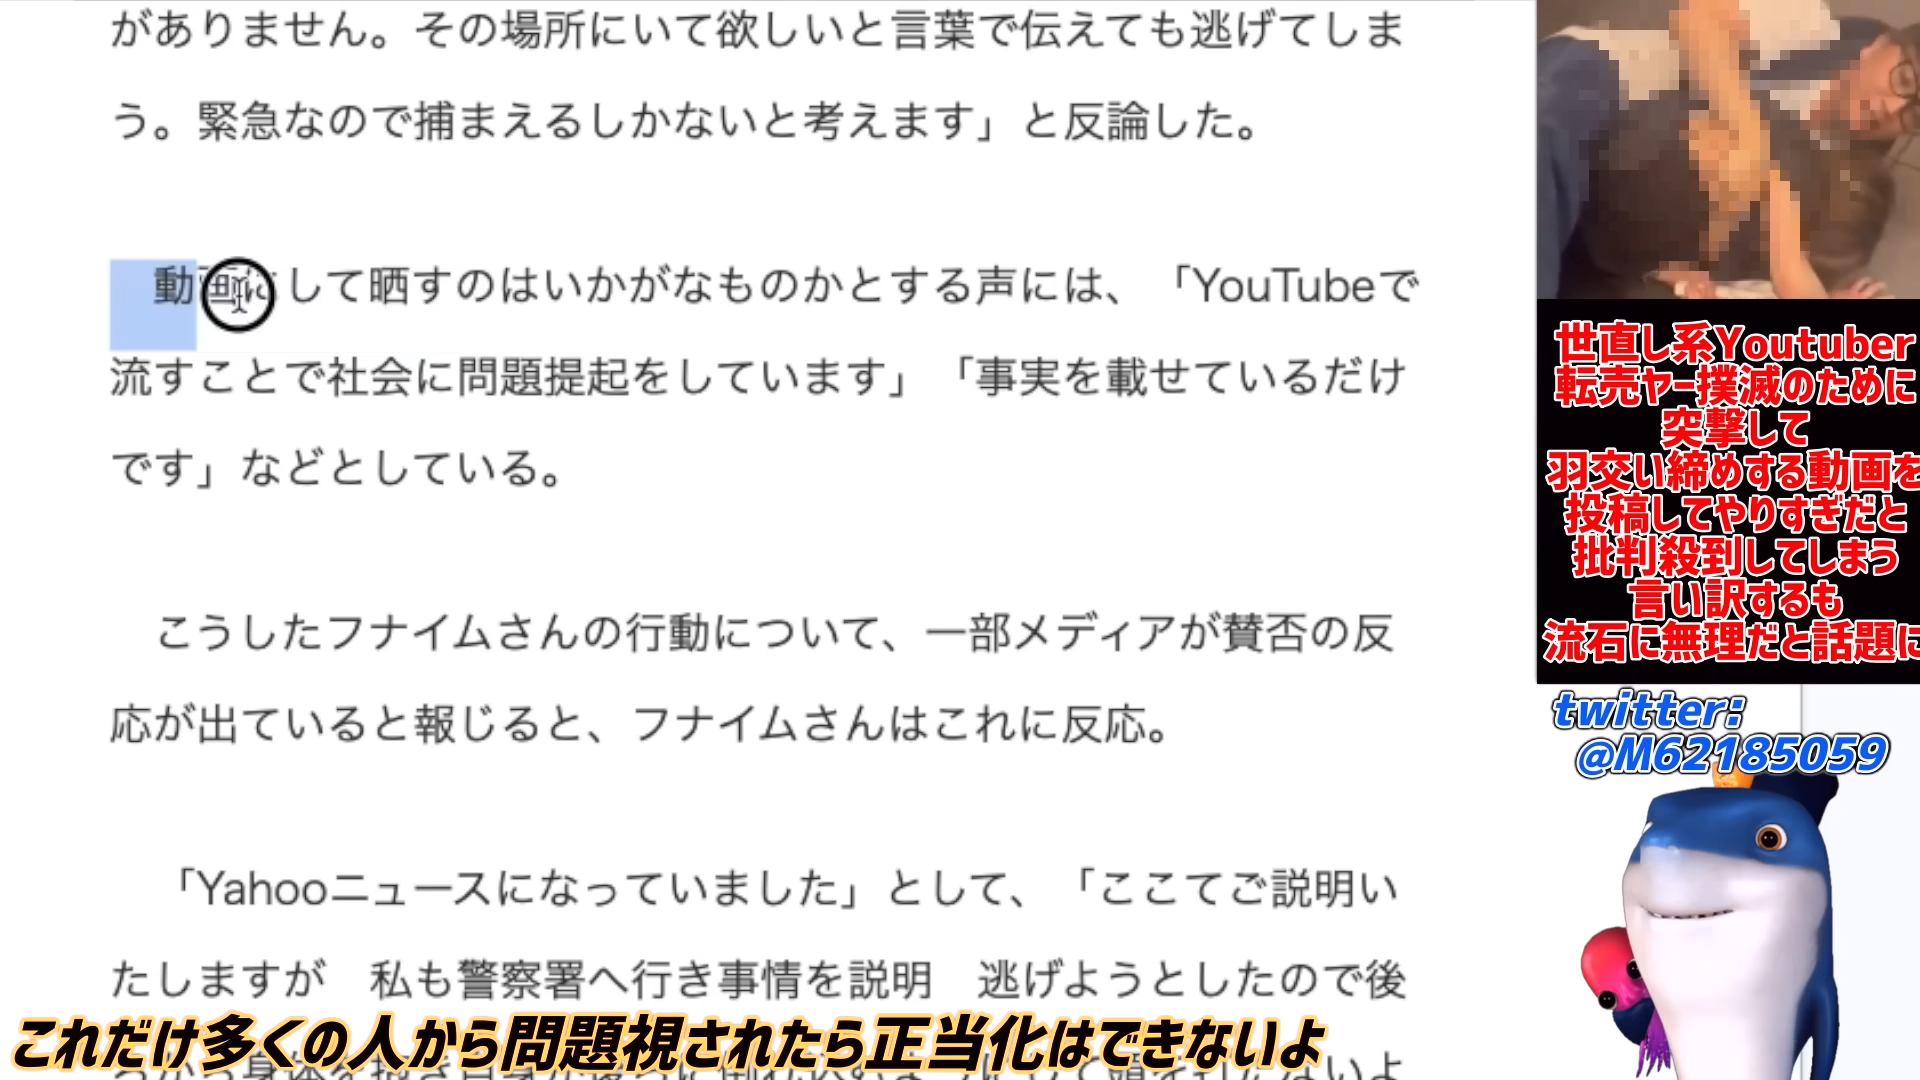 がありません。その場所にいて欲しいと言葉で伝えても逃げてしま
う。緊急なので捕まえるしかないと考えます」と反論した。
動画にして晒すのはいかがなものかとする声には、「YouTubeで
流すことで社会に問題提起をしています」「事実を載せているだけ
です」などとしている。
こうしたフナイムさんの行動について、一部メディアが賛否の反
応が出ていると報じると、フナイムさんはこれに反応。
「Yahooニュースになっていました」として、「ここてご説明い
たしますが　私も警察署へ行き事情を説明　逃げようとしたので後
これだけ多くの人から問題視されたら正当化はできないよ
世直し系Youtuber
転売ヤー撲滅のために
突撃して
羽交い締めする動画を
投稿してやりすぎだと
批判殺到してしまう
言い訳するも
流石に無理だと話題に
twitter:
@M62185059